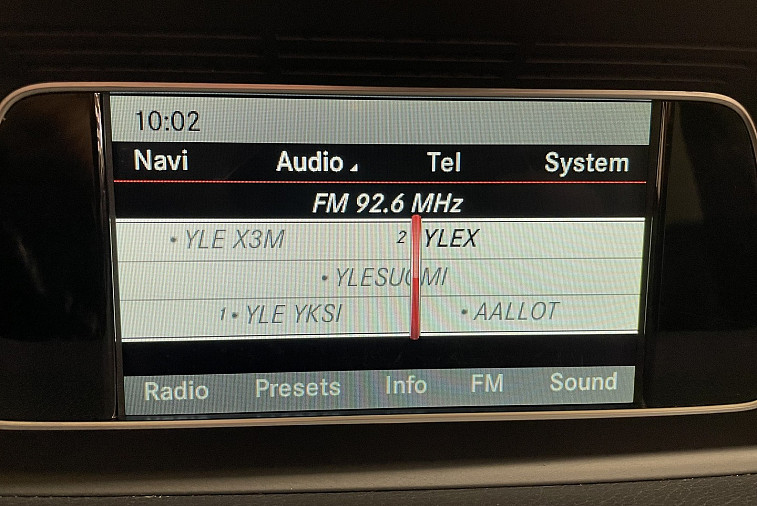 10:02
Navi Audio Tel System
FM 92.6 MHz
• YLE X3M 2 YLEX
• YLESUOMI
1 • YLE YKSI • AALLOT
Radio Presets Info FM Sound